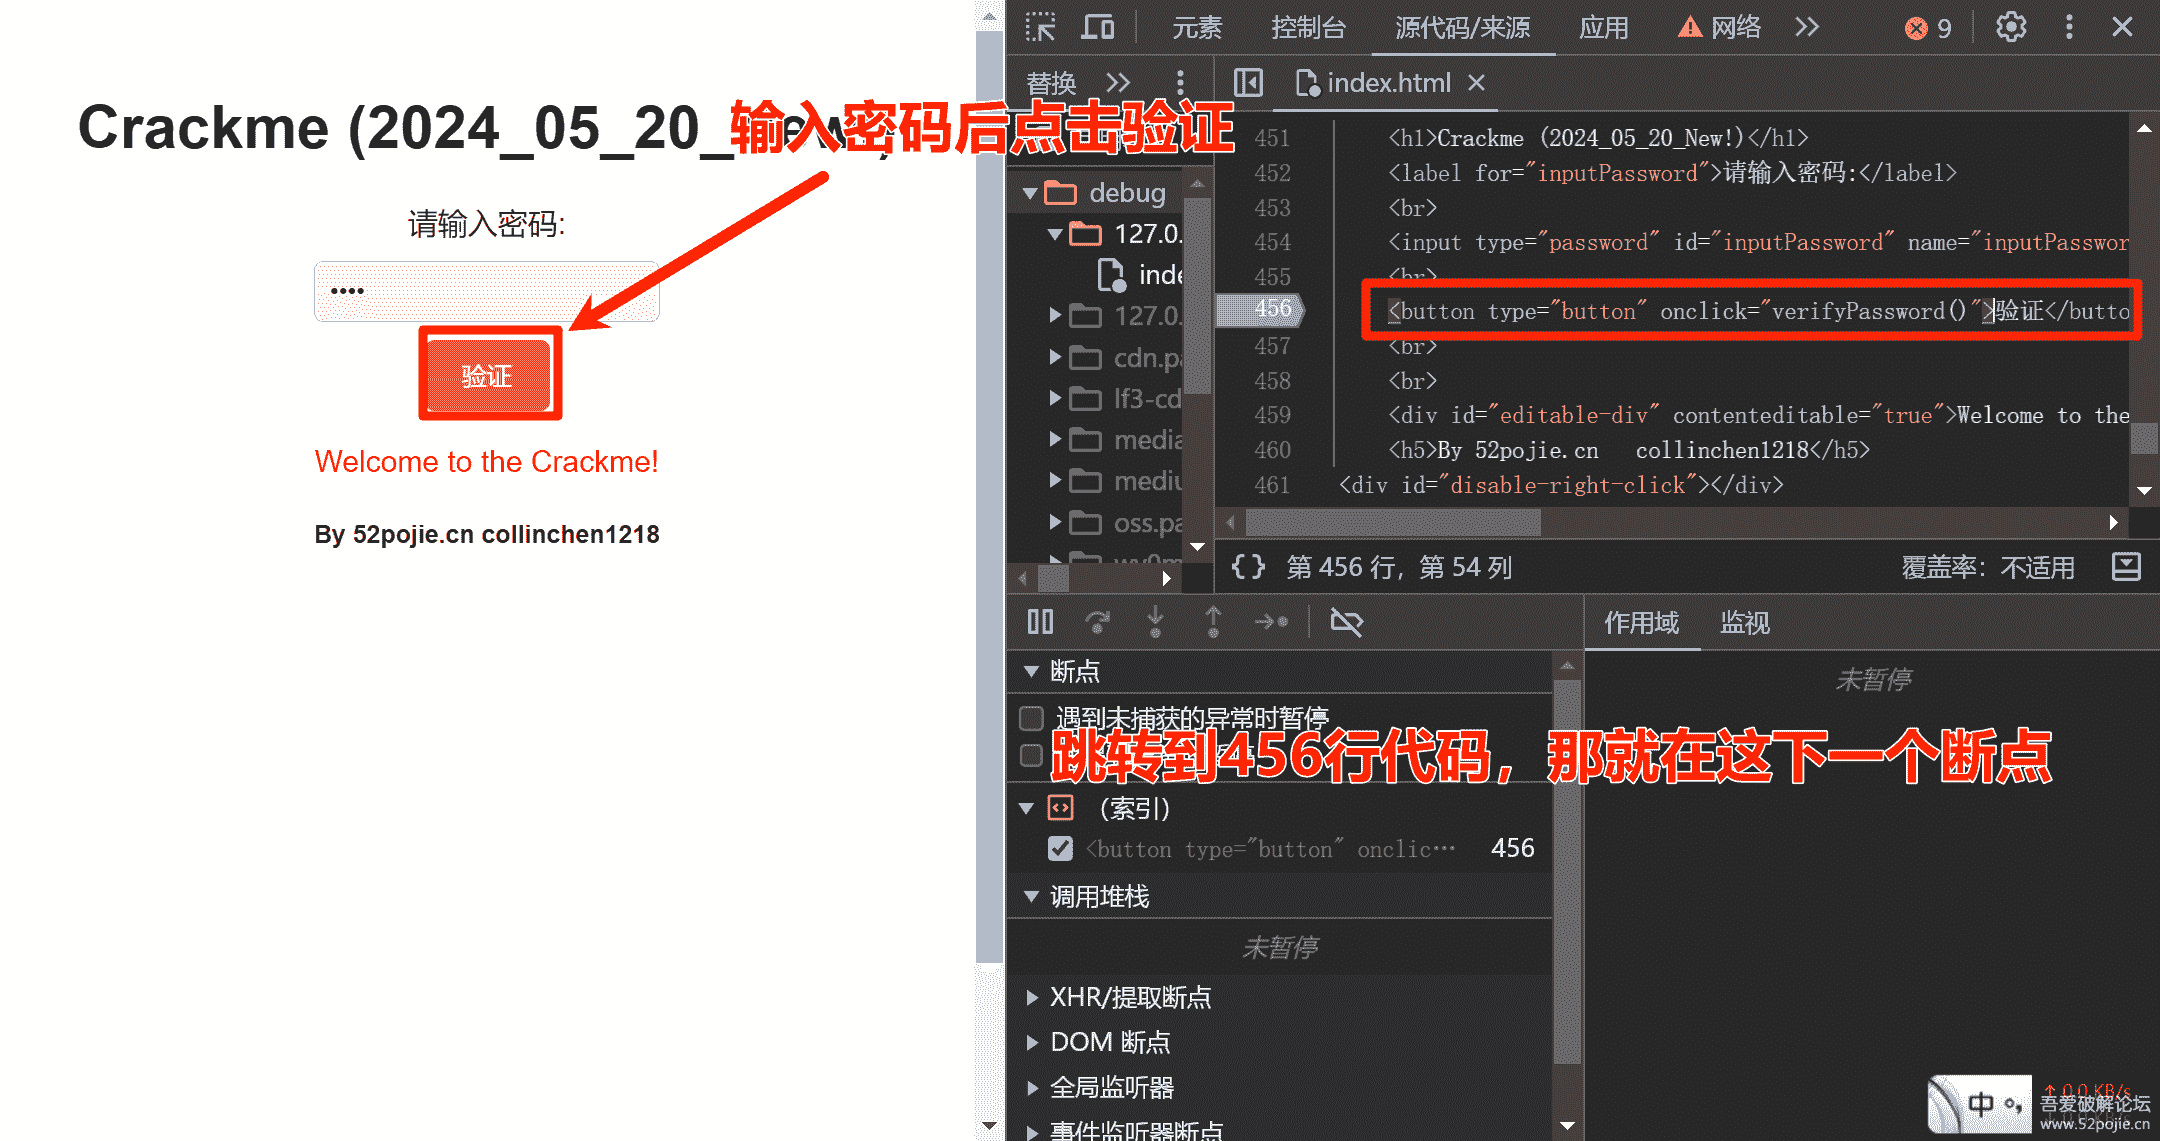 Crackme (2024_05_20_
输入密码后点击验证
请输入密码:
••••
验证
Welcome to the Crackme!
By 52pojie.cn collinchen1218
元素 控制台 源代码/来源 应用 网络 9
替换 index.html
debug
127.0.
inde
127.0.
cdn.pa
lf3-cd
media
mediu
oss.pa
451 <h1>Crackme (2024_05_20_New!)</h1>
452 <label for="inputPassword">请输入密码:</label>
453 <br>
454 <input type="password" id="inputPassword" name="inputPasswor
455 <br>
456 <button type="button" onclick="verifyPassword()">验证</butto
457 <br>
458 <br>
459 <div id="editable-div" contenteditable="true">Welcome to the
460 <h5>By 52pojie.cn   collinchen1218</h5>
461 <div id="disable-right-click"></div>
{} 第 456 行，第 54 列 覆盖率：不适用
作用域 监视
未暂停
断点
遇到未捕获的异常时暂停
跳转到456行代码，那就在这下一个断点
(索引)
<button type="button" onclic… 456
调用堆栈
未暂停
XHR/提取断点
DOM 断点
全局监听器
事件监听器断点
中
↑ 0.0 KB/s
吾爱破解论坛
www.52pojie.cn